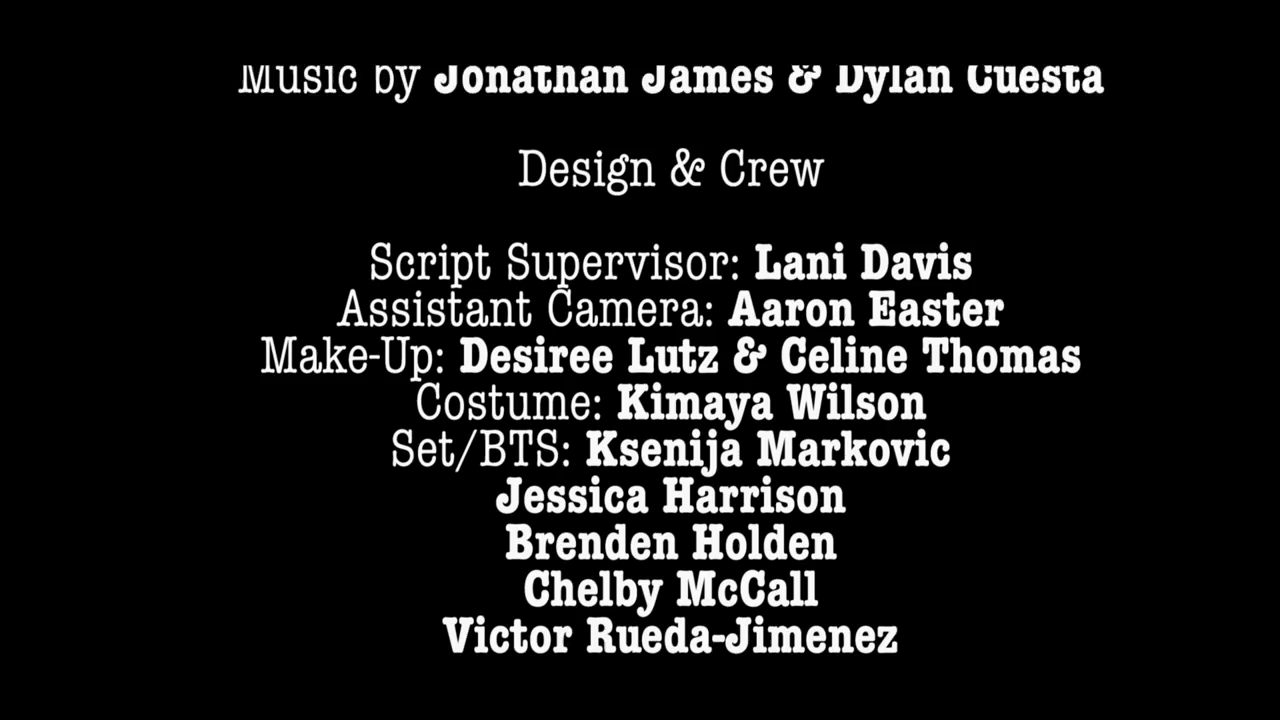 Music by Jonathan James & Dylan Cuesta
Design & Crew
Script Supervisor: Lani Davis
Assistant Camera: Aaron Easter
Make-Up: Desiree Lutz & Celine Thomas
Costume: Kimaya Wilson
Set/BTS: Ksenija Markovic
Jessica Harrison
Brenden Holden
Chelby McCall
Victor Rueda-Jimenez